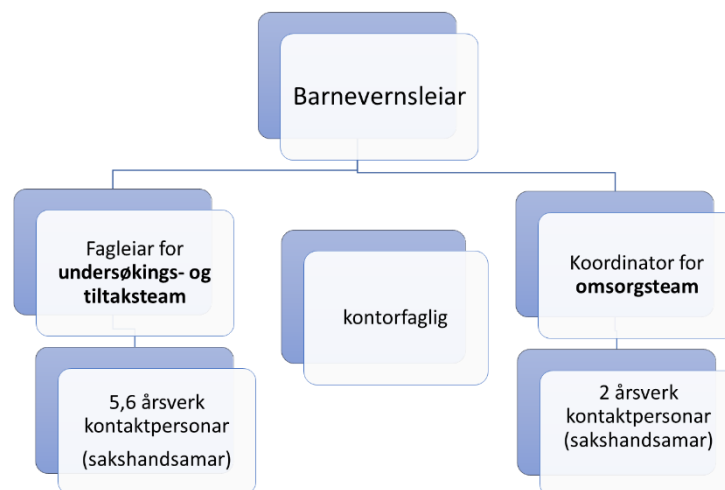 Barnevernsleiar
Fagleiar for
undersøkings- og
tiltaksteam
kontorfaglig
Koordinator for
omsorgsteam
5,6 årsverk
kontaktpersonar
(sakshandsamar)
2 årsverk
kontaktpersonar
(sakshandsamar)